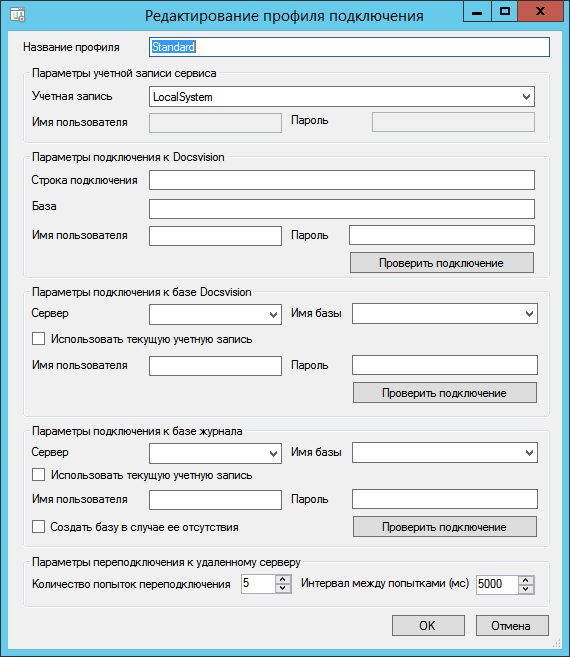 Редактирование профиля подключения
Название профиля Standard
Параметры учетной записи сервиса
Учетная запись LocalSystem
Имя пользователя Пароль
Параметры подключения к Docsvision
Строка подключения
База
Имя пользователя Пароль
Проверить подключение
Параметры подключения к базе Docsvision
Сервер Имя базы
Использовать текущую учетную запись
Имя пользователя Пароль
Проверить подключение
Параметры подключения к базе журнала
Сервер Имя базы
Использовать текущую учетную запись
Имя пользователя Пароль
Создать базу в случае ее отсутствия Проверить подключение
Параметры переподключения к удаленному серверу
Количество попыток переподключения 5 Интервал между попытками (мс) 5000
OK Отмена